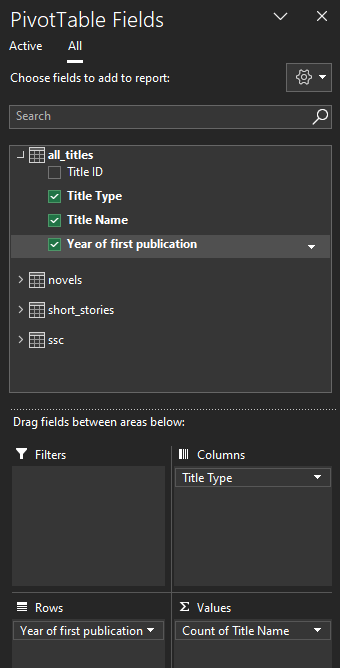 PivotTable Fields
Active All
Choose fields to add to report:
Search
all_titles
Title ID
Title Type
Title Name
Year of first publication
novels
short_stories
ssc
Drag fields between areas below:
Filters
Columns
Title Type
Rows
Σ Values
Year of first publication
Count of Title Name